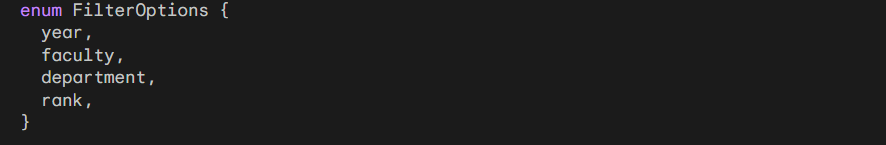 enum FilterOptions {
  year,
  faculty,
  department,
  rank,
}